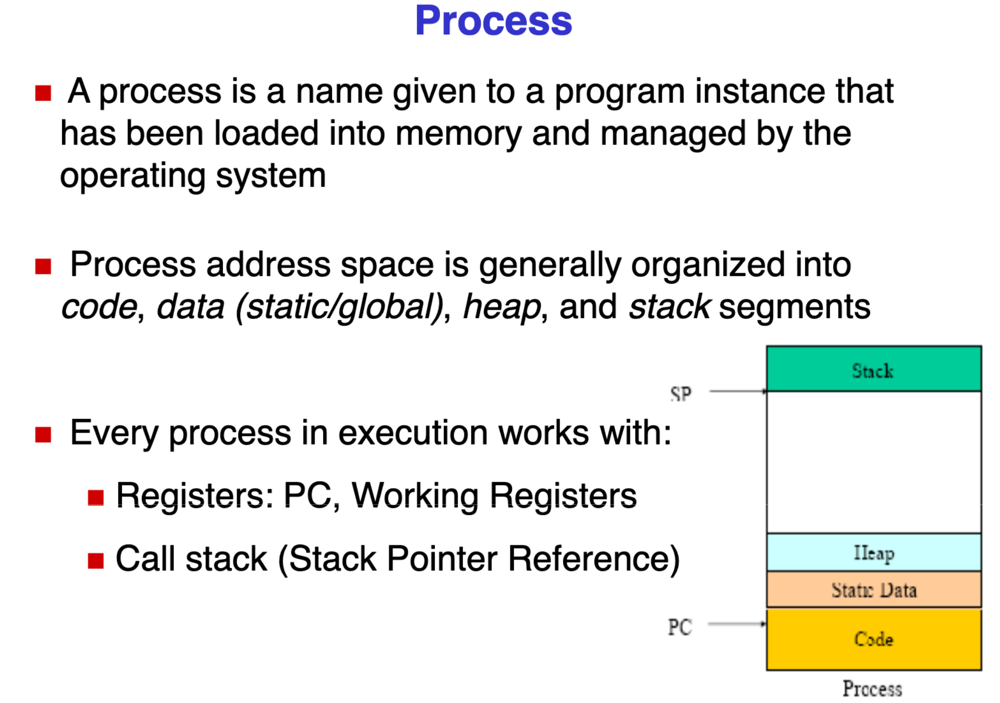 Process
A process is a name given to a program instance that
has been loaded into memory and managed by the
operating system
Process address space is generally organized into
code, data (static/global), heap, and stack segments
Every process in execution works with:
Registers: PC, Working Registers
Call stack (Stack Pointer Reference)
Stack
SP
Heap
Static Data
PC
Code
Process